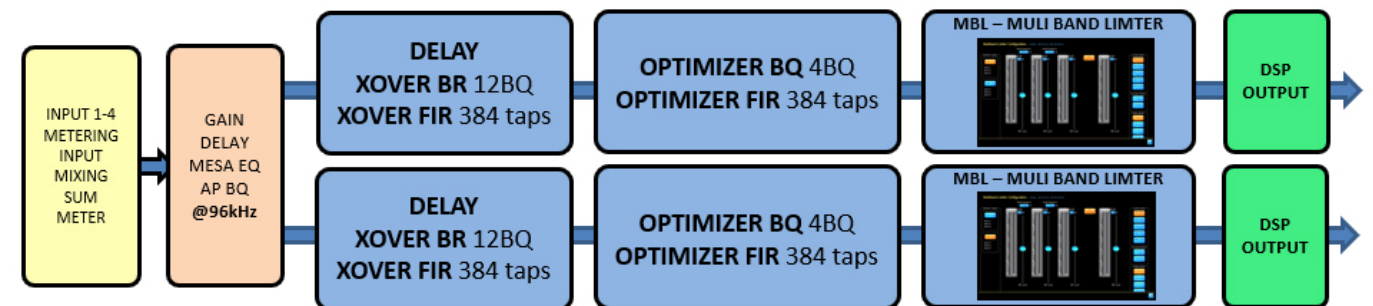 INPUT 1-4
METERING
INPUT
MIXING
SUM
METER
GAIN
DELAY
MESA EQ
AP BQ
@96kHz
DELAY
XOVER BR 12BQ
XOVER FIR 384 taps
OPTIMIZER BQ 4BQ
OPTIMIZER FIR 384 taps
MBL – MULI BAND LIMTER
DSP
OUTPUT
DELAY
XOVER BR 12BQ
XOVER FIR 384 taps
OPTIMIZER BQ 4BQ
OPTIMIZER FIR 384 taps
MBL – MULI BAND LIMTER
DSP
OUTPUT